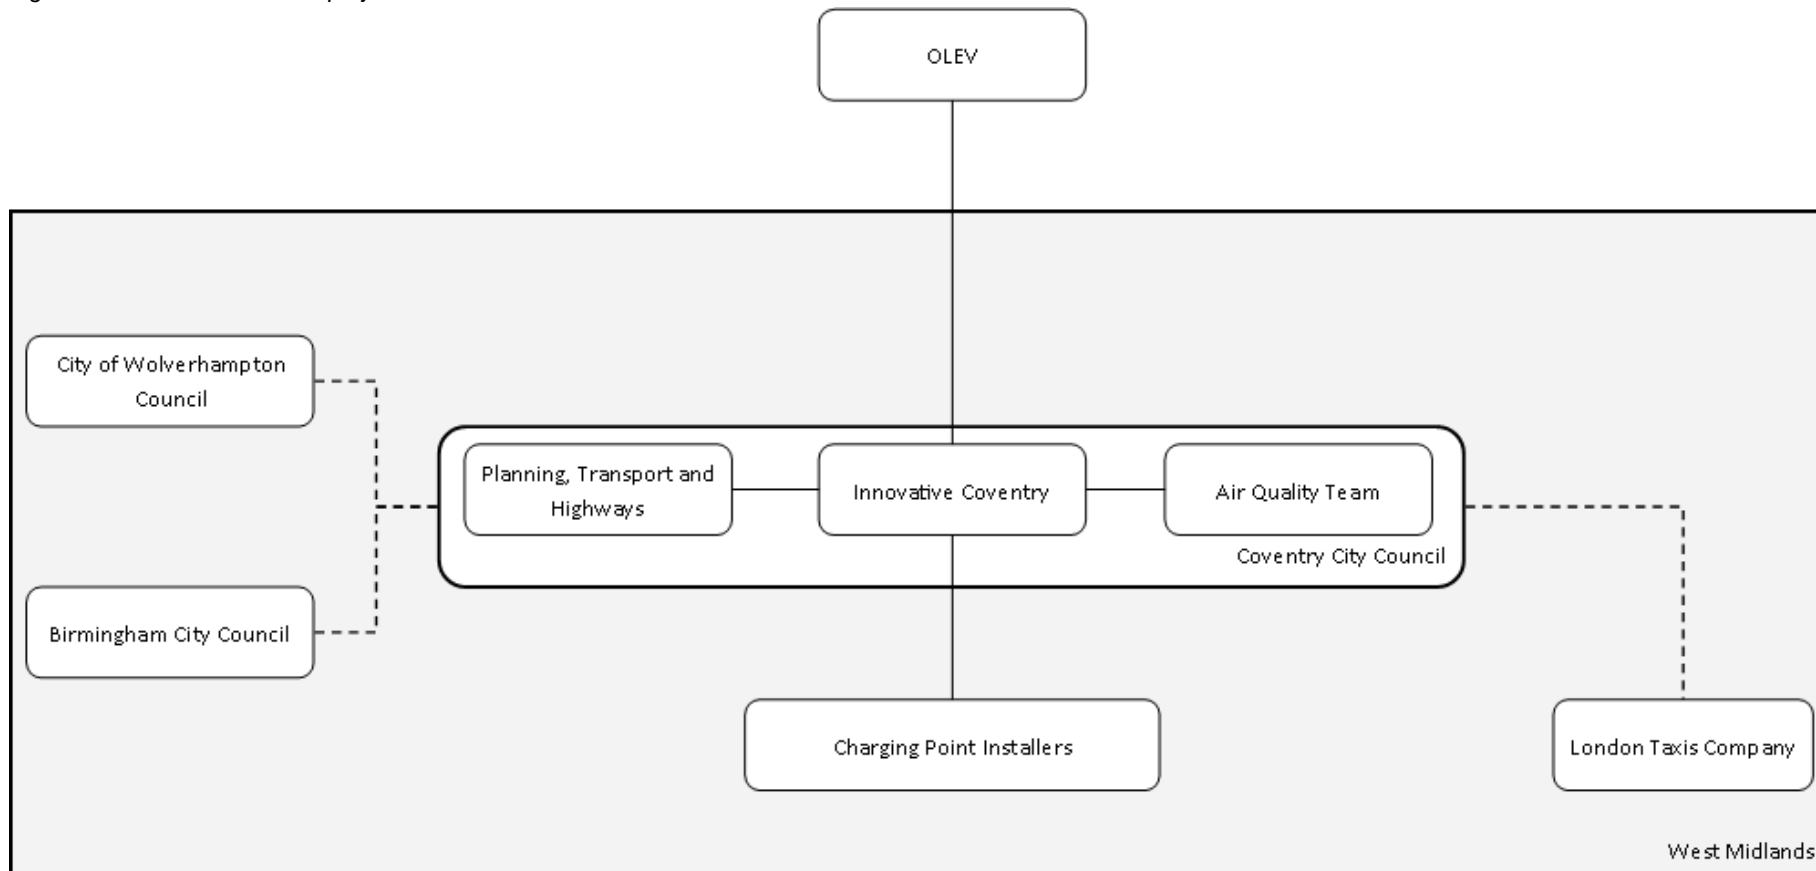 OLEV
City of Wolverhampton
Council
Planning, Transport and
Highways
Innovative Coventry
Air Quality Team
Coventry City Council
Birmingham City Council
Charging Point Installers
London Taxis Company
West Midlands